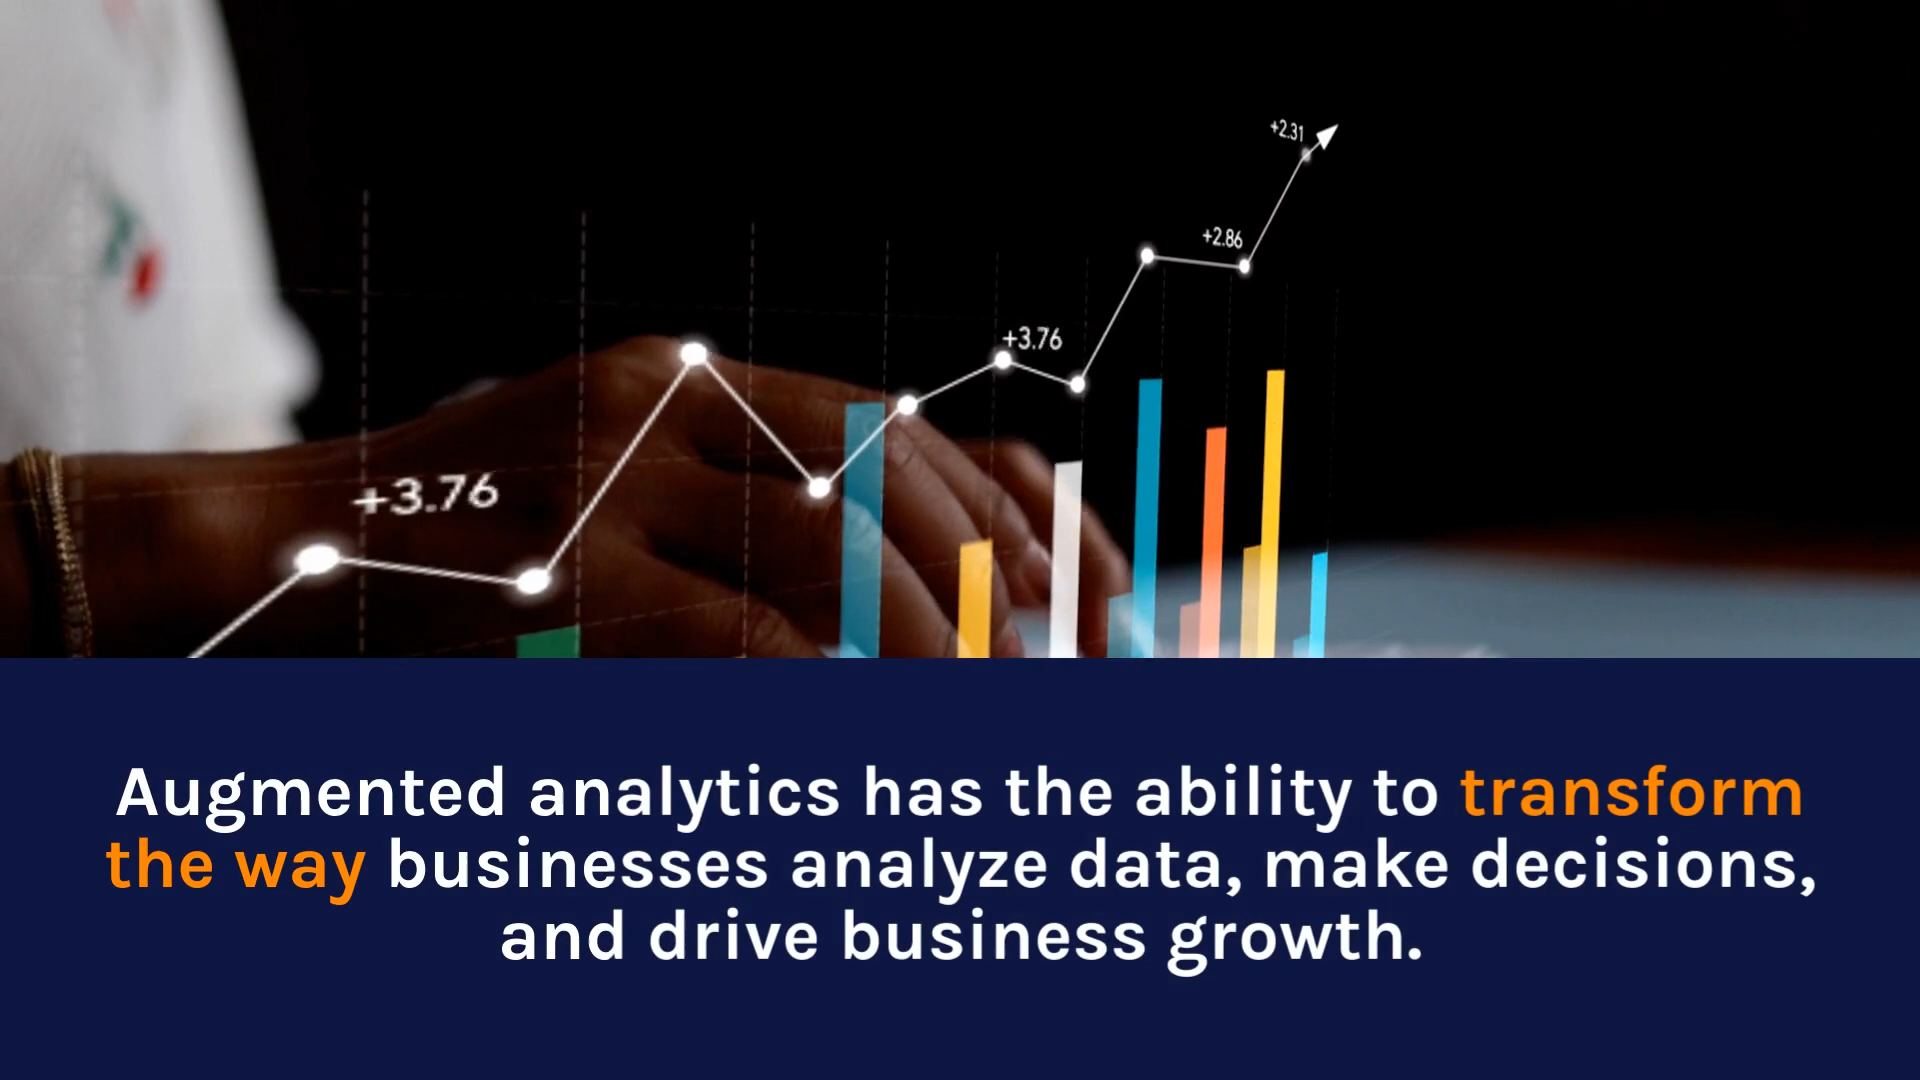 +2.31
+2.86
+3.76
+3.76
Augmented analytics has the ability to transform
the way businesses analyze data, make decisions,
and drive business growth.